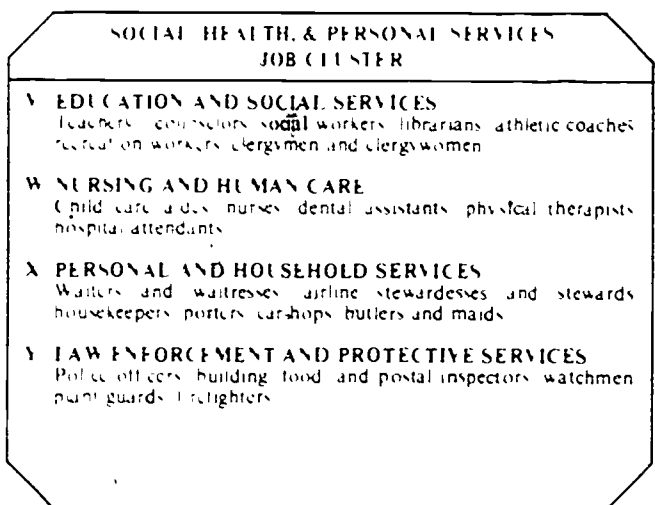 SOCIAL HEALTH, & PERSONAL SERVICES
JOB CLUSTER
V EDUCATION AND SOCIAL SERVICES
Teachers counselors social workers librarians athletic coaches
recreation workers clergymen and clergywomen
W NURSING AND HUMAN CARE
Child care aides nurses dental assistants physical therapists
hospital attendants
X PERSONAL AND HOUSEHOLD SERVICES
Waiters and waitresses airline stewardesses and stewards
housekeepers porters carhops butlers and maids
Y LAW ENFORCEMENT AND PROTECTIVE SERVICES
Police officers building food and postal inspectors watchmen
plant guards firefighters